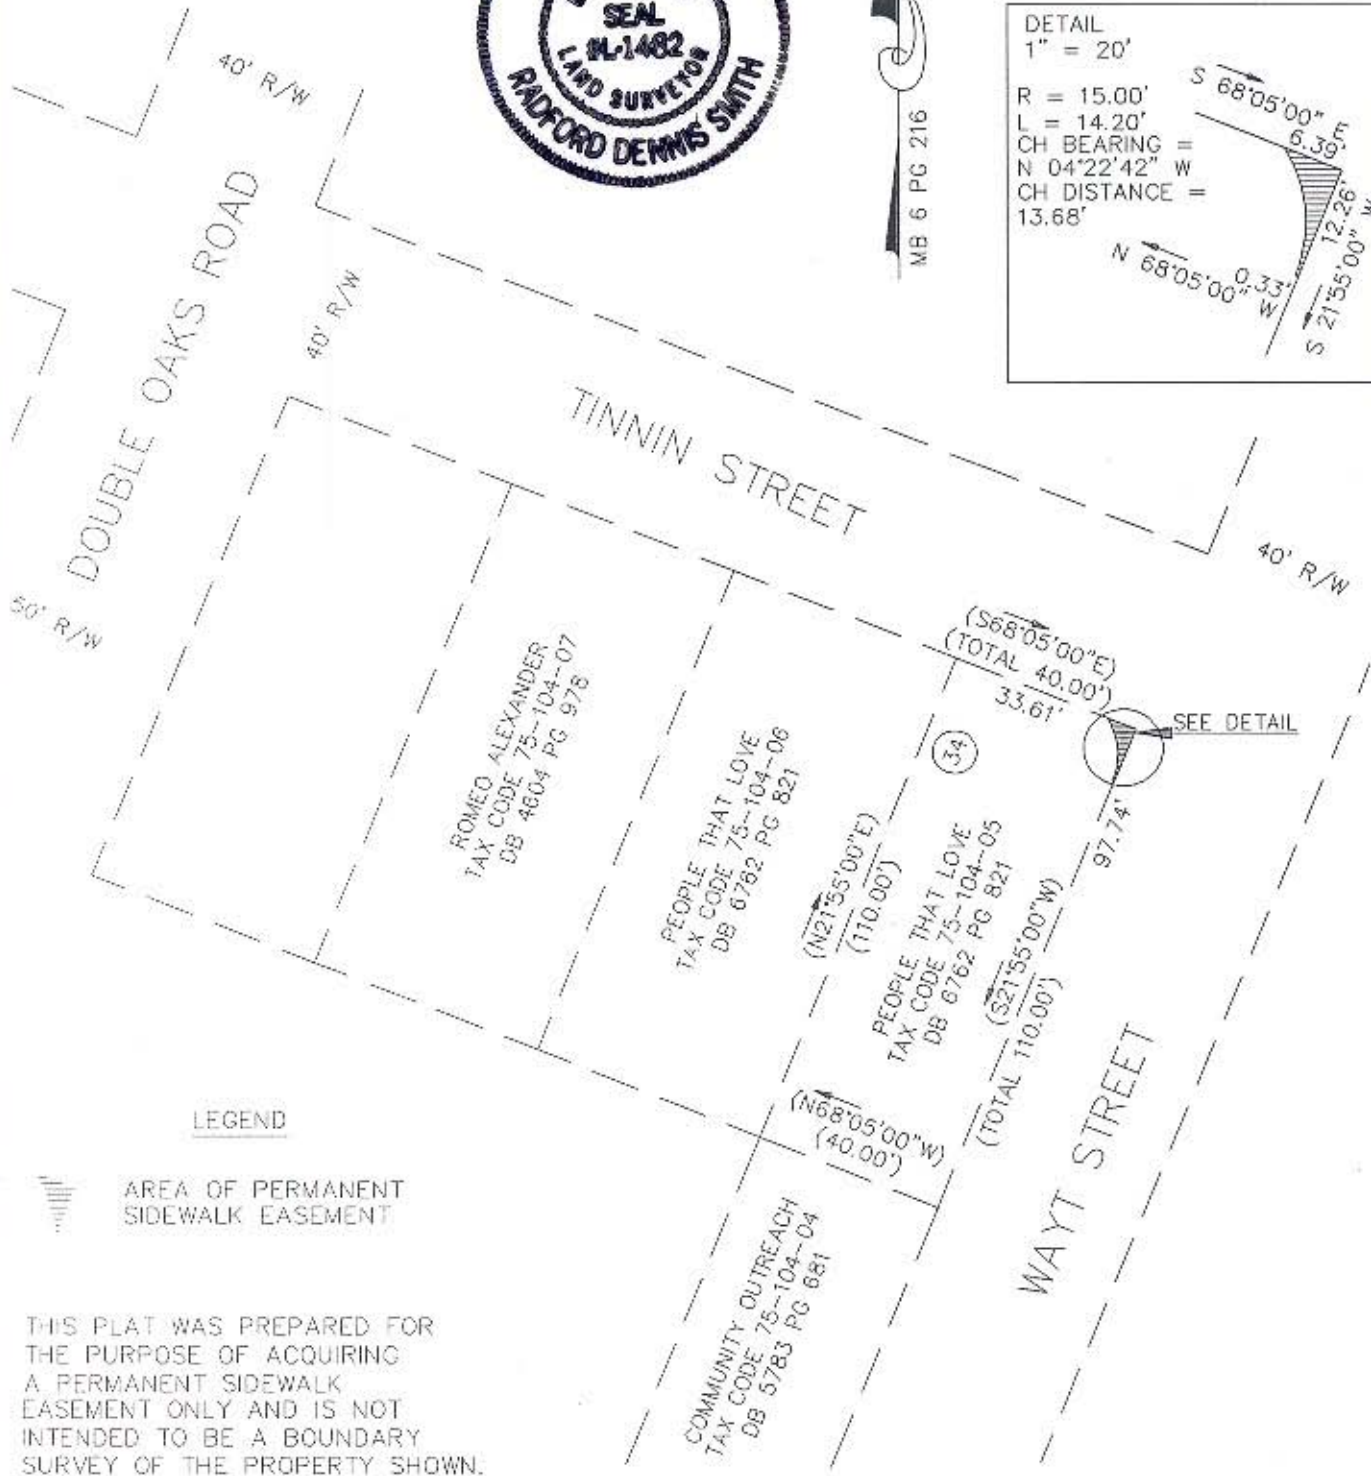 SEAL
L-1482
LAND SURVEYOR
RADFORD DENNIS SMITH
MB 6 PG 216
DETAIL
1" = 20'
R = 15.00'
L = 14.20'
CH BEARING =
N 04°22'42" W
CH DISTANCE =
13.68'
S 68°05'00" E
6.39'
12.26'
S 21°55'00" W
0.33'
N 68°05'00" W
40' R/W
DOUBLE OAKS ROAD
40' R/W
TINNIN STREET
40' R/W
R/W
(S68°05'00"E)
(TOTAL 40.00')
33.61'
SEE DETAIL
34
97.74'
ROMEO ALEXANDER
TAX CODE 75-104-07
DB 4604 PG 978
PEOPLE THAT LOVE
TAX CODE 75-104-06
DB 6762 PG 821
(N21°55'00"E)
(110.00')
PEOPLE THAT LOVE
TAX CODE 75-104-05
DB 6762 PG 821
(S21°55'00"W)
(TOTAL 110.00')
(N68°05'00"W)
(40.00')
WAYT STREET
COMMUNITY OUTREACH
TAX CODE 75-104-04
DB 5783 PG 681
LEGEND
AREA OF PERMANENT
SIDEWALK EASEMENT
THIS PLAT WAS PREPARED FOR
THE PURPOSE OF ACQUIRING
A PERMANENT SIDEWALK
EASEMENT ONLY AND IS NOT
INTENDED TO BE A BOUNDARY
SURVEY OF THE PROPERTY SHOWN.